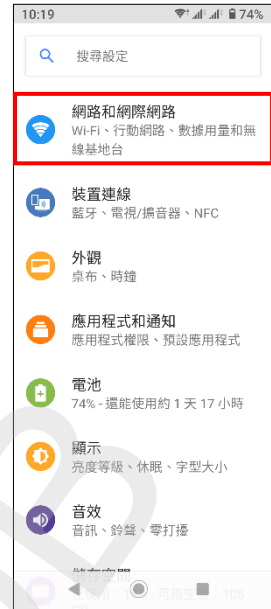 10:19 74%
搜尋設定
網路和網際網路
Wi-Fi、行動網路、數據用量和無
線基地台
裝置連線
藍牙、電視/擴音器、NFC
外觀
桌布、時鐘
應用程式和通知
應用程式權限、預設應用程式
電池
74% - 還能使用約 1 天 17 小時
顯示
亮度等級、休眠、字型大小
音效
音訊、鈴聲、零打擾
儲存空間